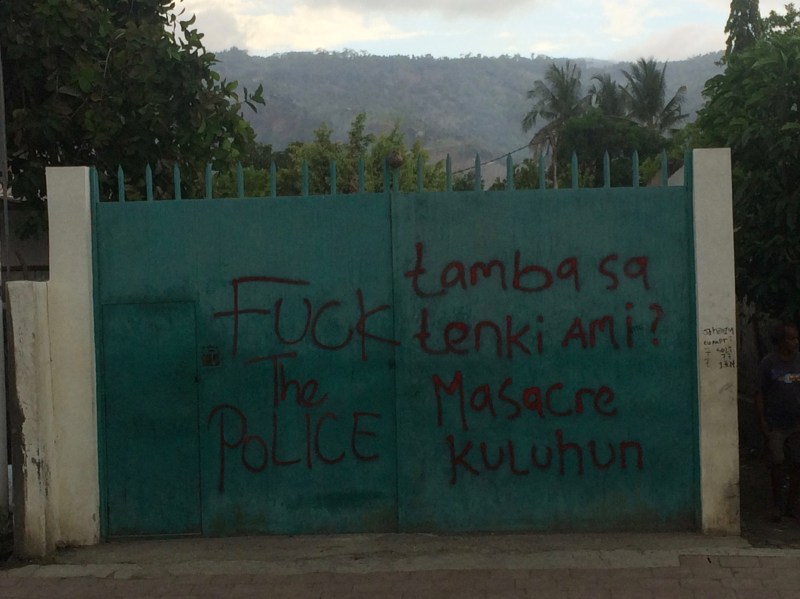 FUCK
The
POLICE
tamba sa
tenki AMi?
Masacre
kuluhun